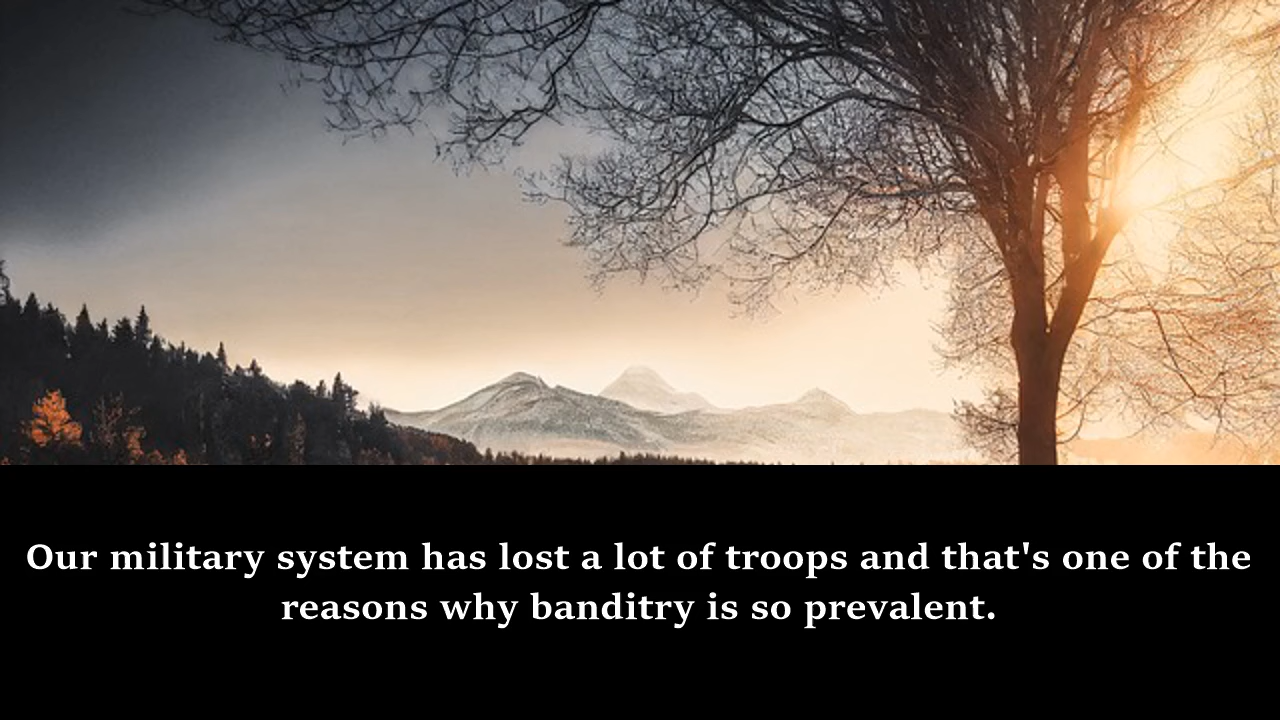 Our military system has lost a lot of troops and that's one of the
reasons why banditry is so prevalent.